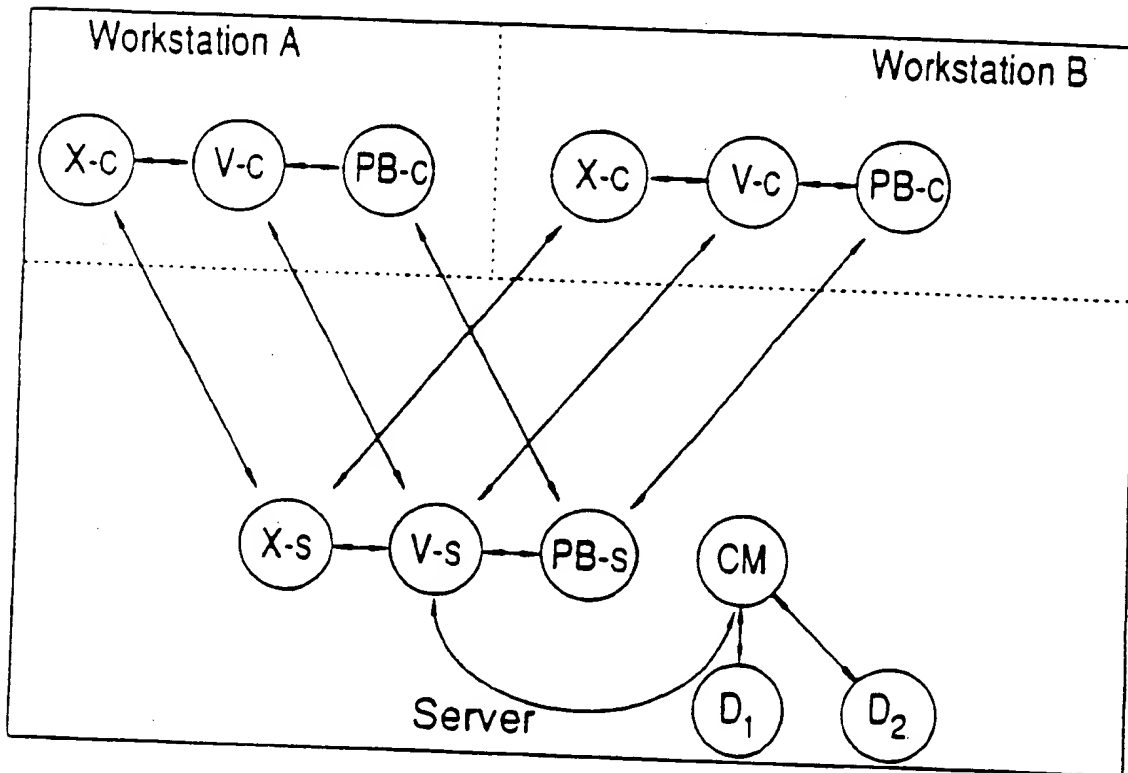 Workstation A
Workstation B
X-c
V-c
PB-c
X-c
V-c
PB-c
X-s
V-s
PB-s
CM
Server
D1
D2